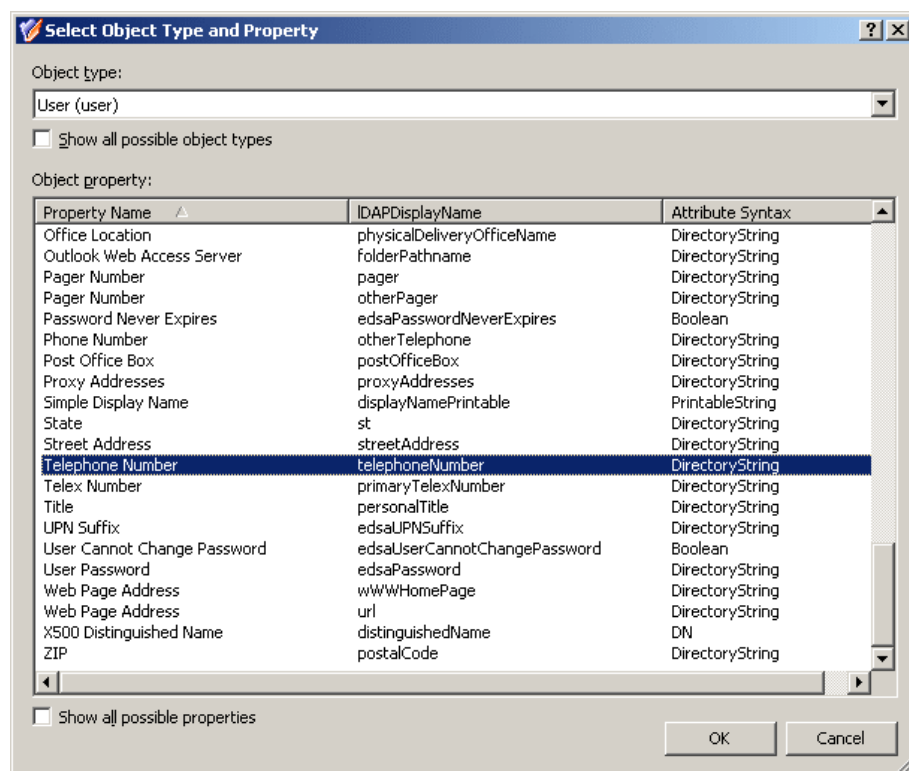 Select Object Type and Property
Object type:
User (user)
Show all possible object types
Object property:
Property Name lDAPDisplayName Attribute Syntax
Office Location physicalDeliveryOfficeName DirectoryString
Outlook Web Access Server folderPathname DirectoryString
Pager Number pager DirectoryString
Pager Number otherPager DirectoryString
Password Never Expires edsaPasswordNeverExpires Boolean
Phone Number otherTelephone DirectoryString
Post Office Box postOfficeBox DirectoryString
Proxy Addresses proxyAddresses DirectoryString
Simple Display Name displayNamePrintable PrintableString
State st DirectoryString
Street Address streetAddress DirectoryString
Telephone Number telephoneNumber DirectoryString
Telex Number primaryTelexNumber DirectoryString
Title personalTitle DirectoryString
UPN Suffix edsaUPNSuffix DirectoryString
User Cannot Change Password edsaUserCannotChangePassword Boolean
User Password edsaPassword DirectoryString
Web Page Address wWWHomePage DirectoryString
Web Page Address url DirectoryString
X500 Distinguished Name distinguishedName DN
ZIP postalCode DirectoryString
Show all possible properties
OK Cancel